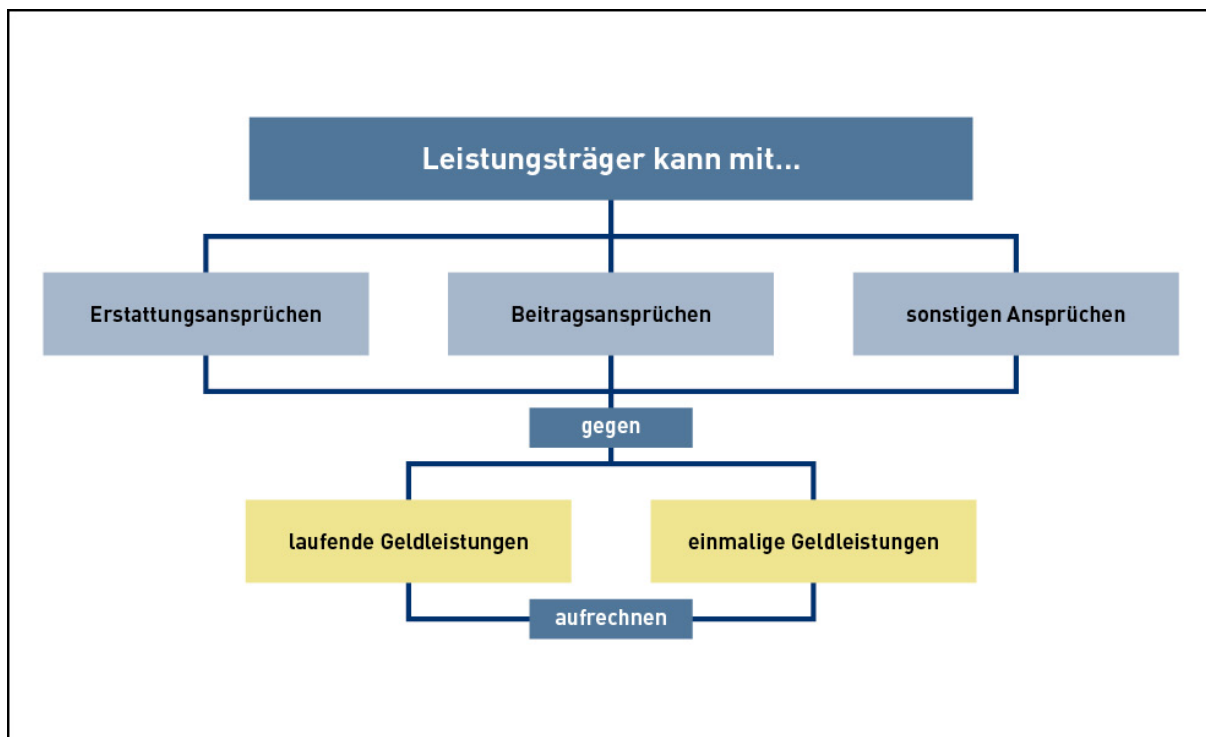 Leistungsträger kann mit...
Erstattungsansprüchen
Beitragsansprüchen
sonstigen Ansprüchen
gegen
laufende Geldleistungen
einmalige Geldleistungen
aufrechnen